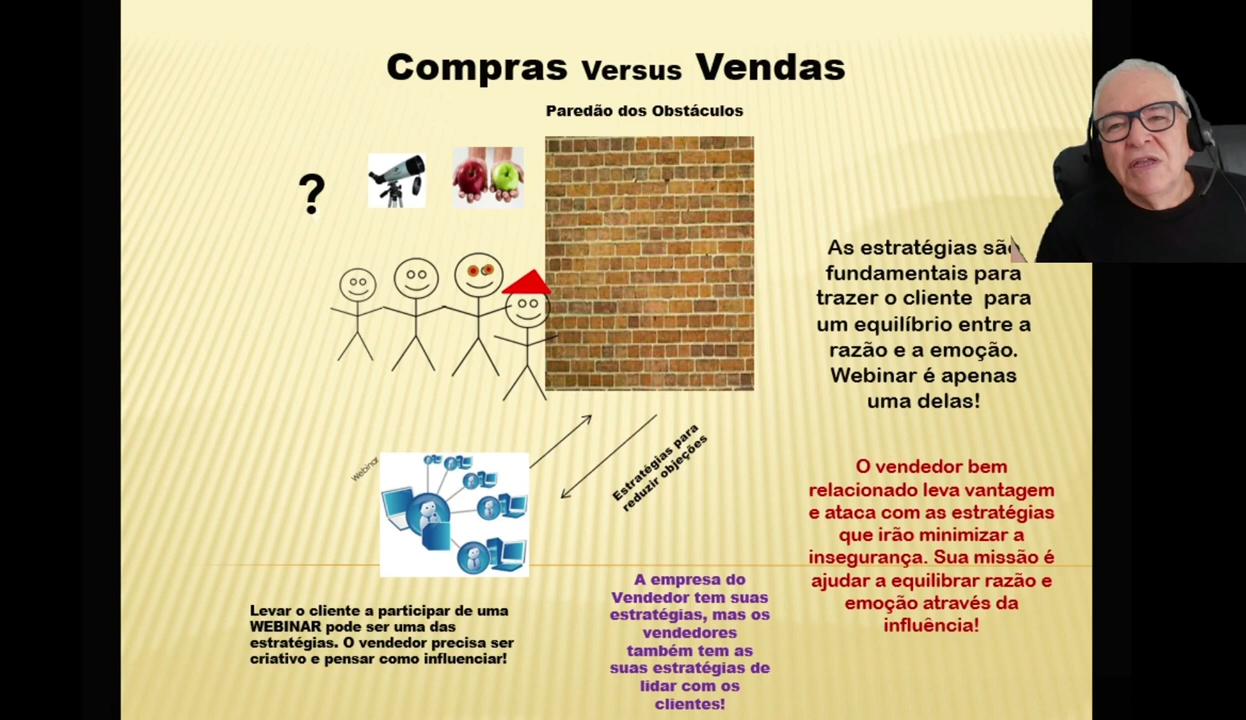 Compras Versus Vendas
Paredão dos Obstáculos
?
As estratégias são
fundamentais para
trazer o cliente para
um equilíbrio entre a
razão e a emoção.
Webinar é apenas
uma delas!
Webinar
Estratégias para
reduzir objeções
O vendedor bem
relacionado leva vantagem
e ataca com as estratégias
que irão minimizar a
insegurança. Sua missão é
ajudar a equilibrar razão e
emoção através da
influência!
Levar o cliente a participar de uma
WEBINAR pode ser uma das
estratégias. O vendedor precisa ser
criativo e pensar como influenciar!
A empresa do
Vendedor tem suas
estratégias, mas os
vendedores
também tem as
suas estratégias de
lidar com os
clientes!